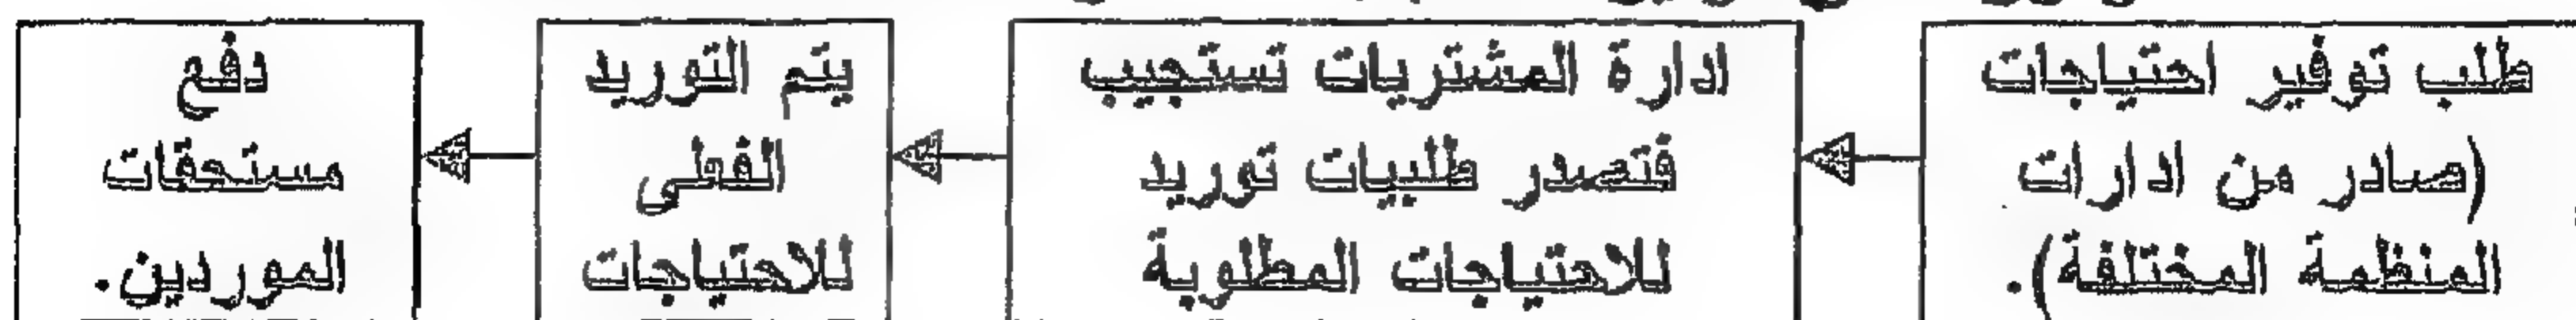 طلب توفير احتياجات
(صادر من ادارات
المنظمة المختلفة).
ادارة المشتريات تستجيب
فتصدر طلبيات توريد
للاحتياجات المطلوبة
يتم التوريد
الفعلى
للاحتياجات
دفع
مستحقات
الموردين.